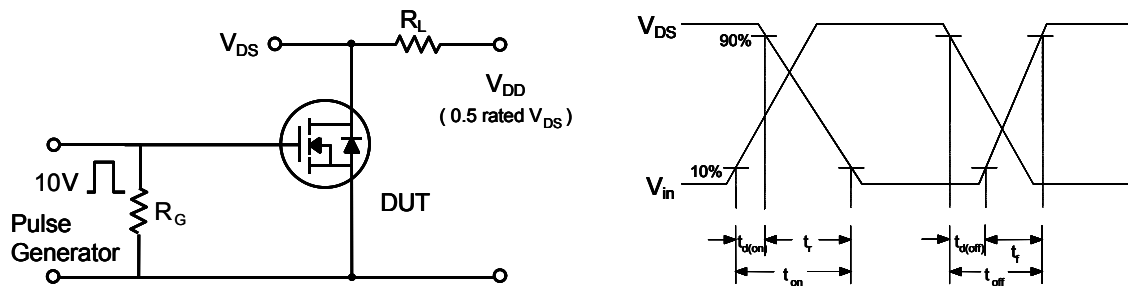 V_DS
R_L
V_DD
( 0.5 rated V_DS )
10V
R_G
DUT
Pulse
Generator
V_DS
90%
V_in
10%
t_d(on)
t_r
t_on
t_d(off)
t_f
t_off